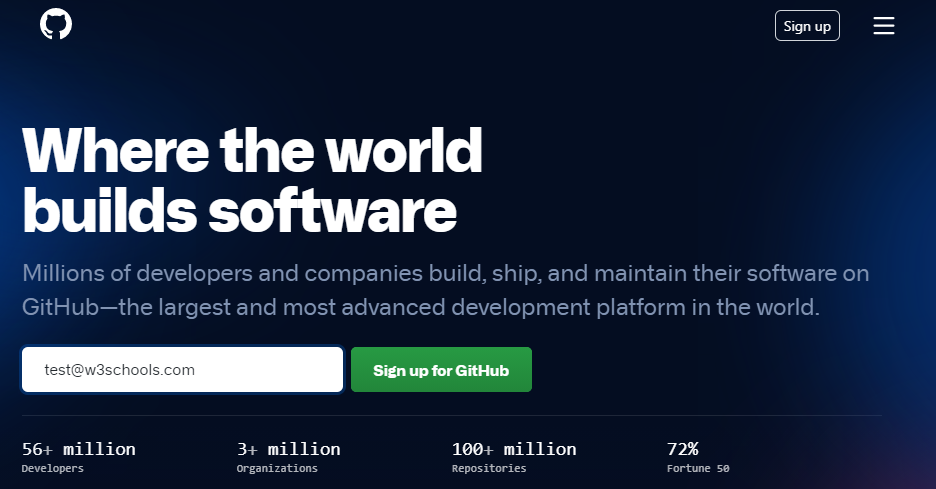 Sign up
Where the world
builds software
Millions of developers and companies build, ship, and maintain their software on
GitHub—the largest and most advanced development platform in the world.
test@w3schools.com
Sign up for GitHub
56+ million
Developers
3+ million
Organizations
100+ million
Repositories
72%
Fortune 50